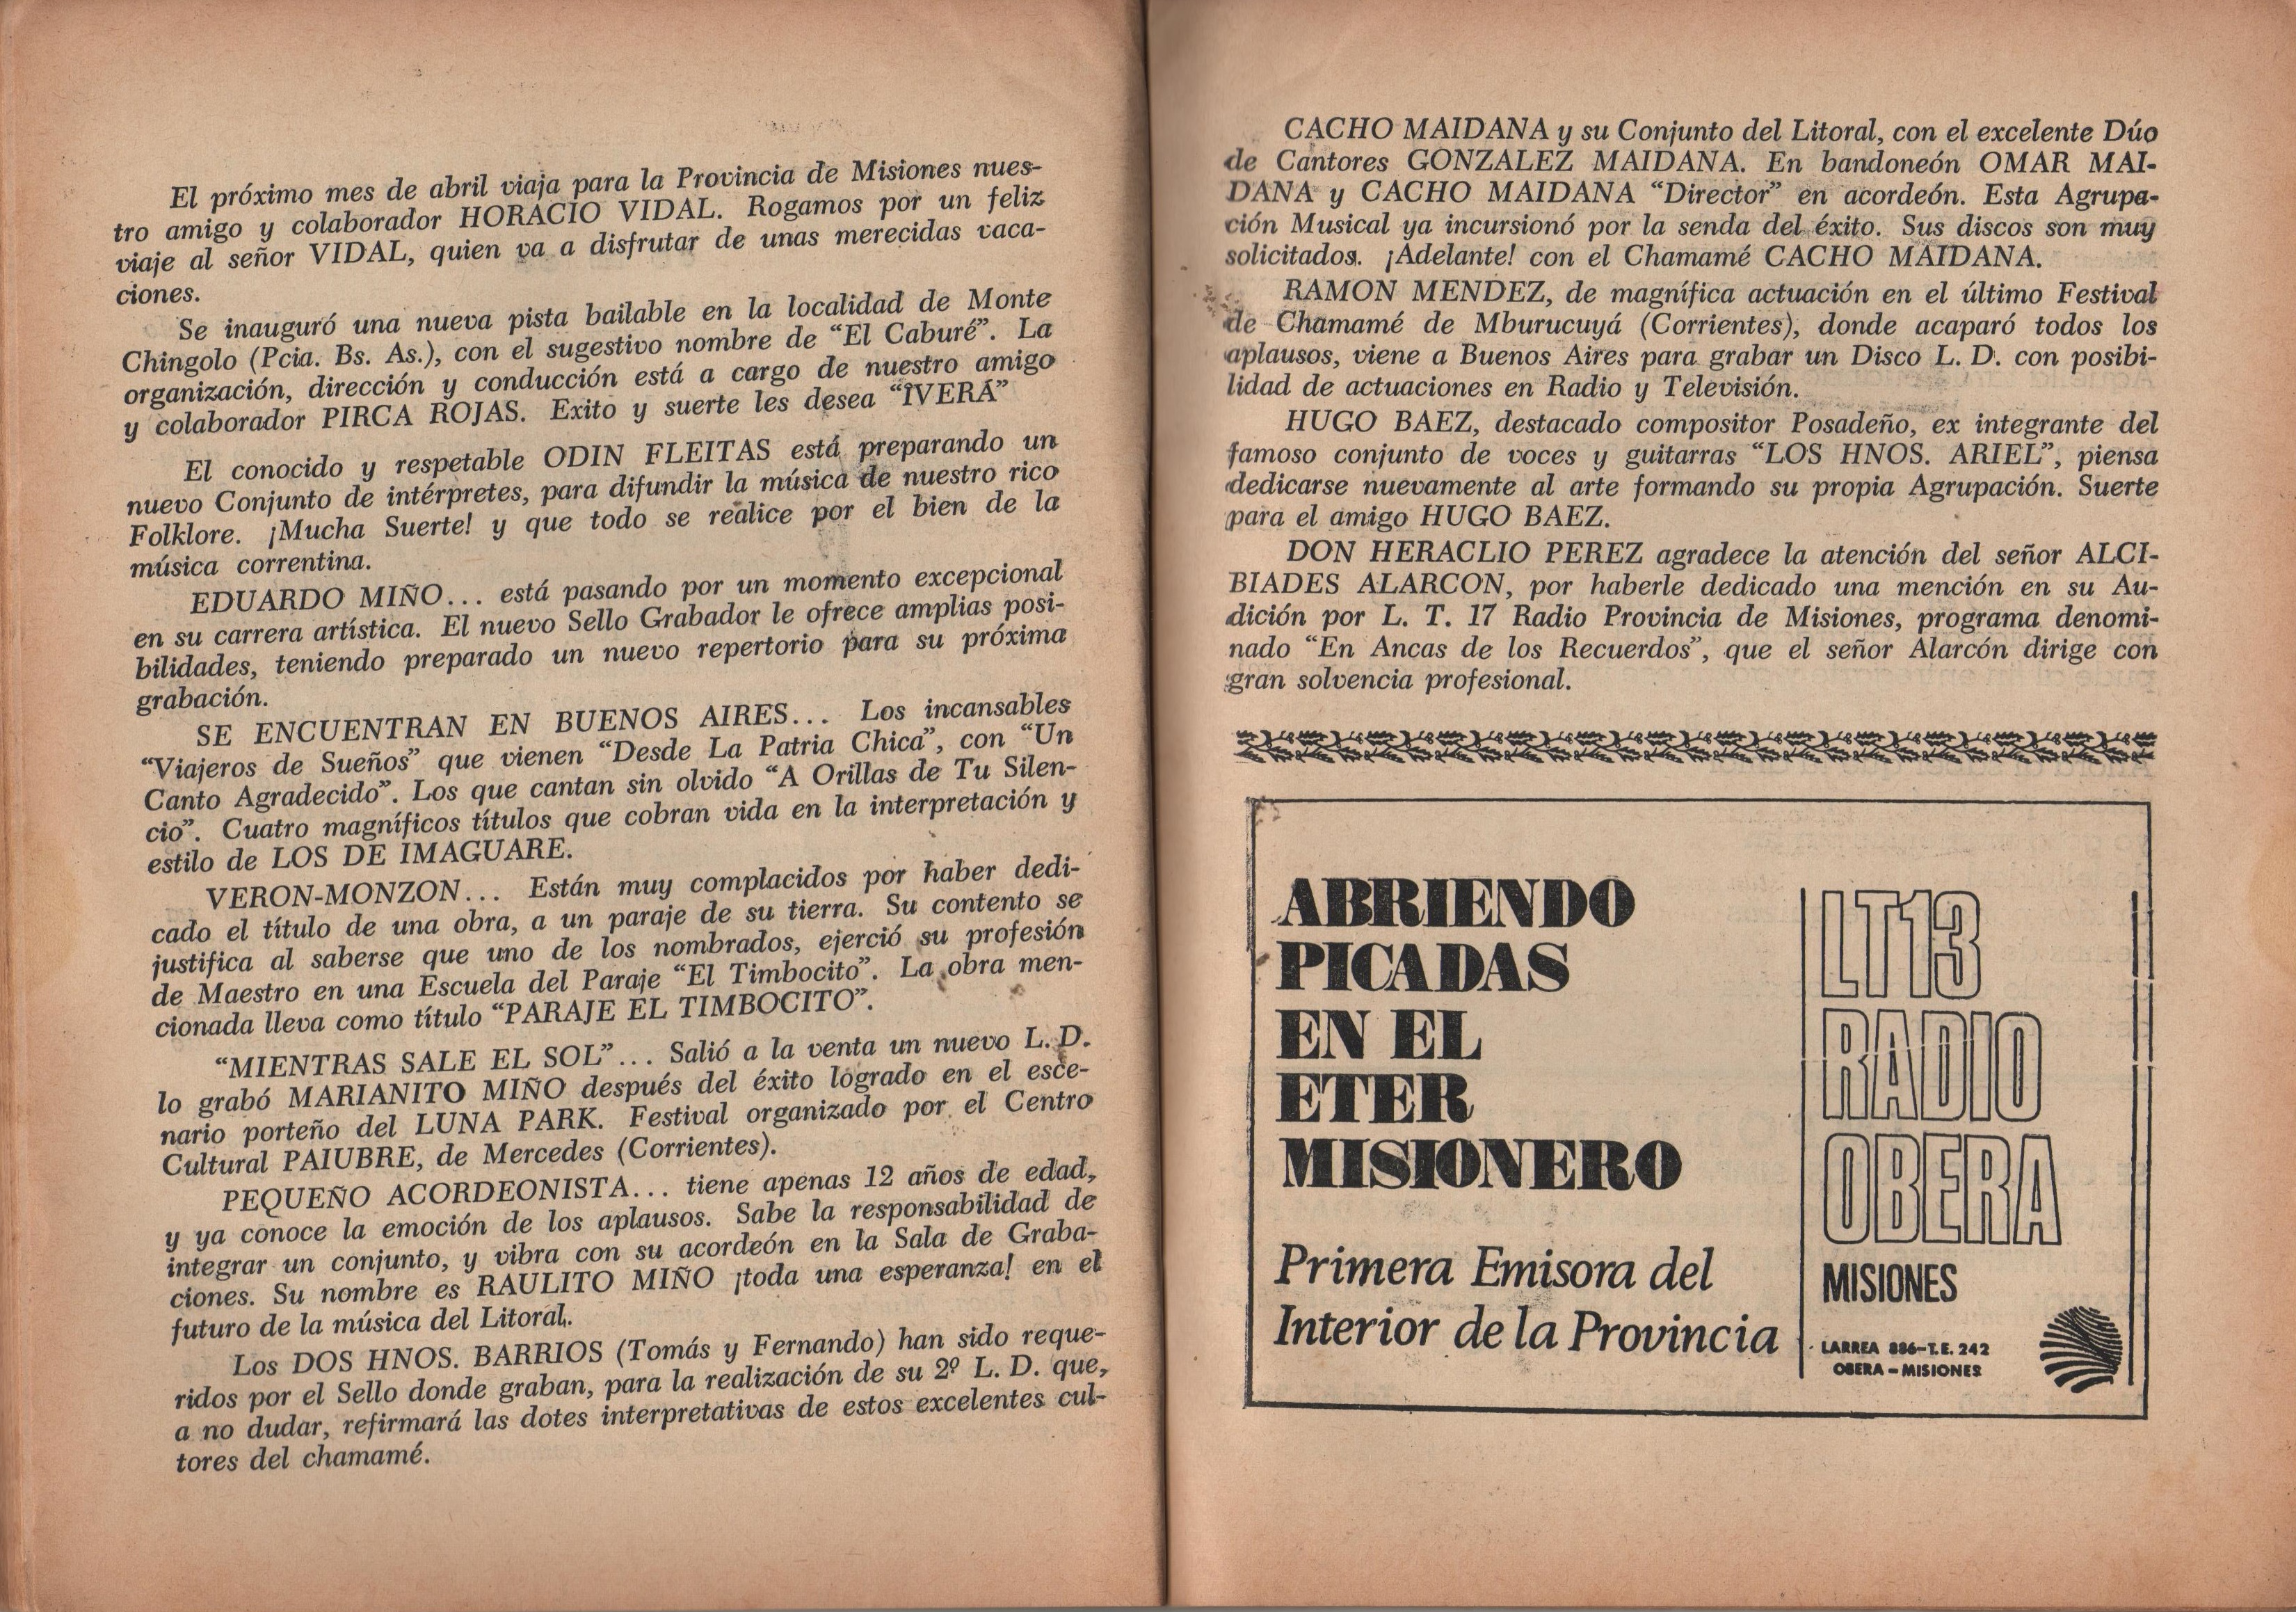 El próximo mes de abril viaja para la Provincia de Misiones nues-
tro amigo y colaborador HORACIO VIDAL. Rogamos por un feliz
viaje al señor VIDAL, quien va a disfrutar de unas merecidas vaca-
ciones.
Se inauguró una nueva pista bailable en la localidad de Monte
Chingolo (Pcia. Bs. As.), con el sugestivo nombre de “El Caburé”. La
organización, dirección y conducción está a cargo de nuestro amigo
y colaborador PIRCA ROJAS. Exito y suerte les desea “IVERÁ”
El conocido y respetable ODIN FLEITAS está preparando un
nuevo Conjunto de intérpretes, para difundir la música de nuestro rico
Folklore. ¡Mucha Suerte! y que todo se realice por el bien de la
música correntina.
EDUARDO MIÑO... está pasando por un momento excepcional
en su carrera artística. El nuevo Sello Grabador le ofrece amplias posi-
bilidades, teniendo preparado un nuevo repertorio para su próxima
grabación.
SE ENCUENTRAN EN BUENOS AIRES... Los incansables
“Viajeros de Sueños” que vienen “Desde La Patria Chica”, con “Un
Canto Agradecido”. Los que cantan sin olvido “A Orillas de Tu Silen-
cio”. Cuatro magníficos títulos que cobran vida en la interpretación y
estilo de LOS DE IMAGUARE.
VERON-MONZON... Están muy complacidos por haber dedi-
cado el título de una obra, a un paraje de su tierra. Su contento se
justifica al saberse que uno de los nombrados, ejerció su profesión
de Maestro en una Escuela del Paraje “El Timbocito”. La obra men-
cionada lleva como título “PARAJE EL TIMBOCITO”.
“MIENTRAS SALE EL SOL”... Salió a la venta un nuevo L. D.
lo grabó MARIANITO MIÑO después del éxito logrado en el esce-
nario porteño del LUNA PARK. Festival organizado por el Centro
Cultural PAIUBRE, de Mercedes (Corrientes).
PEQUEÑO ACORDEONISTA... tiene apenas 12 años de edad,
y ya conoce la emoción de los aplausos. Sabe la responsabilidad de
integrar un conjunto, y vibra con su acordeón en la Sala de Graba-
ciones. Su nombre es RAULITO MIÑO ¡toda una esperanza! en el
futuro de la música del Litoral.
Los DOS HNOS. BARRIOS (Tomás y Fernando) han sido reque-
ridos por el Sello donde graban, para la realización de su 2º L. D. que,
a no dudar, refirmará las dotes interpretativas de estos excelentes cul-
tores del chamamé.
CACHO MAIDANA y su Conjunto del Litoral, con el excelente Dúo
de Cantores GONZALEZ MAIDANA. En bandoneón OMAR MAI-
DANA y CACHO MAIDANA “Director” en acordeón. Esta Agrupa-
ción Musical ya incursionó por la senda del éxito. Sus discos son muy
solicitados. ¡Adelante! con el Chamamé CACHO MAIDANA.
RAMON MENDEZ, de magnífica actuación en el último Festival
de Chamamé de Mburucuyá (Corrientes), donde acaparó todos los
aplausos, viene a Buenos Aires para grabar un Disco L. D. con posibi-
lidad de actuaciones en Radio y Televisión.
HUGO BAEZ, destacado compositor Posadeño, ex integrante del
famoso conjunto de voces y guitarras “LOS HNOS. ARIEL”, piensa
dedicarse nuevamente al arte formando su propia Agrupación. Suerte
para el amigo HUGO BAEZ.
DON HERACLIO PEREZ agradece la atención del señor ALCI-
BIADES ALARCON, por haberle dedicado una mención en su Au-
dición por L. T. 17 Radio Provincia de Misiones, programa denomi-
nado “En Ancas de los Recuerdos”, que el señor Alarcón dirige con
gran solvencia profesional.
ABRIENDO
PICADAS
EN EL
ETER
MISIONERO
Primera Emisora del
Interior de la Provincia
LT13
RADIO
OBERA
MISIONES
LARREA 886-T.E. 242
OBERA-MISIONES